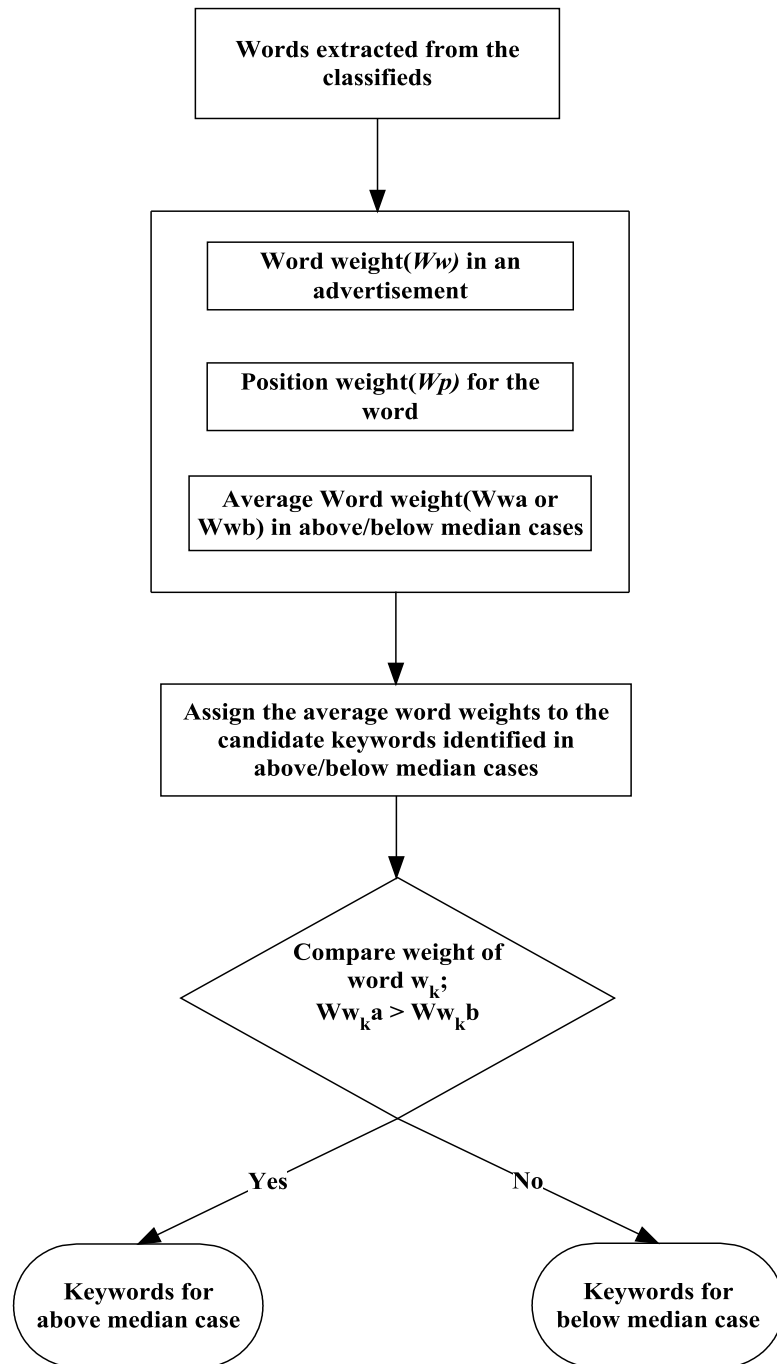 Words extracted from the
classifieds
Word weight(Ww) in an
advertisement
Position weight(Wp) for the
word
Average Word weight(Wwa or
Wwb) in above/below median cases
Assign the average word weights to the
candidate keywords identified in
above/below median cases
Compare weight of
word wk;
Wwka > Wwkb
Yes
No
Keywords for
above median case
Keywords for
below median case